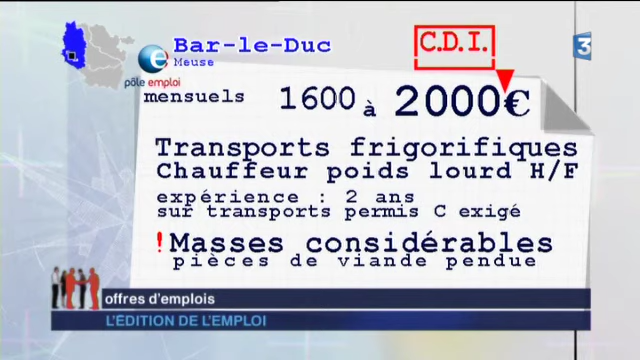 Bar-le-Duc
Meuse
C.D.I.
3
pôle emploi
mensuels 1600 à 2000€
Transports frigorifiques
Chauffeur poids lourd H/F
expérience : 2 ans
sur transports permis C exigé
!Masses considérables
pièces de viande pendue
offres d'emplois
L'ÉDITION DE L'EMPLOI